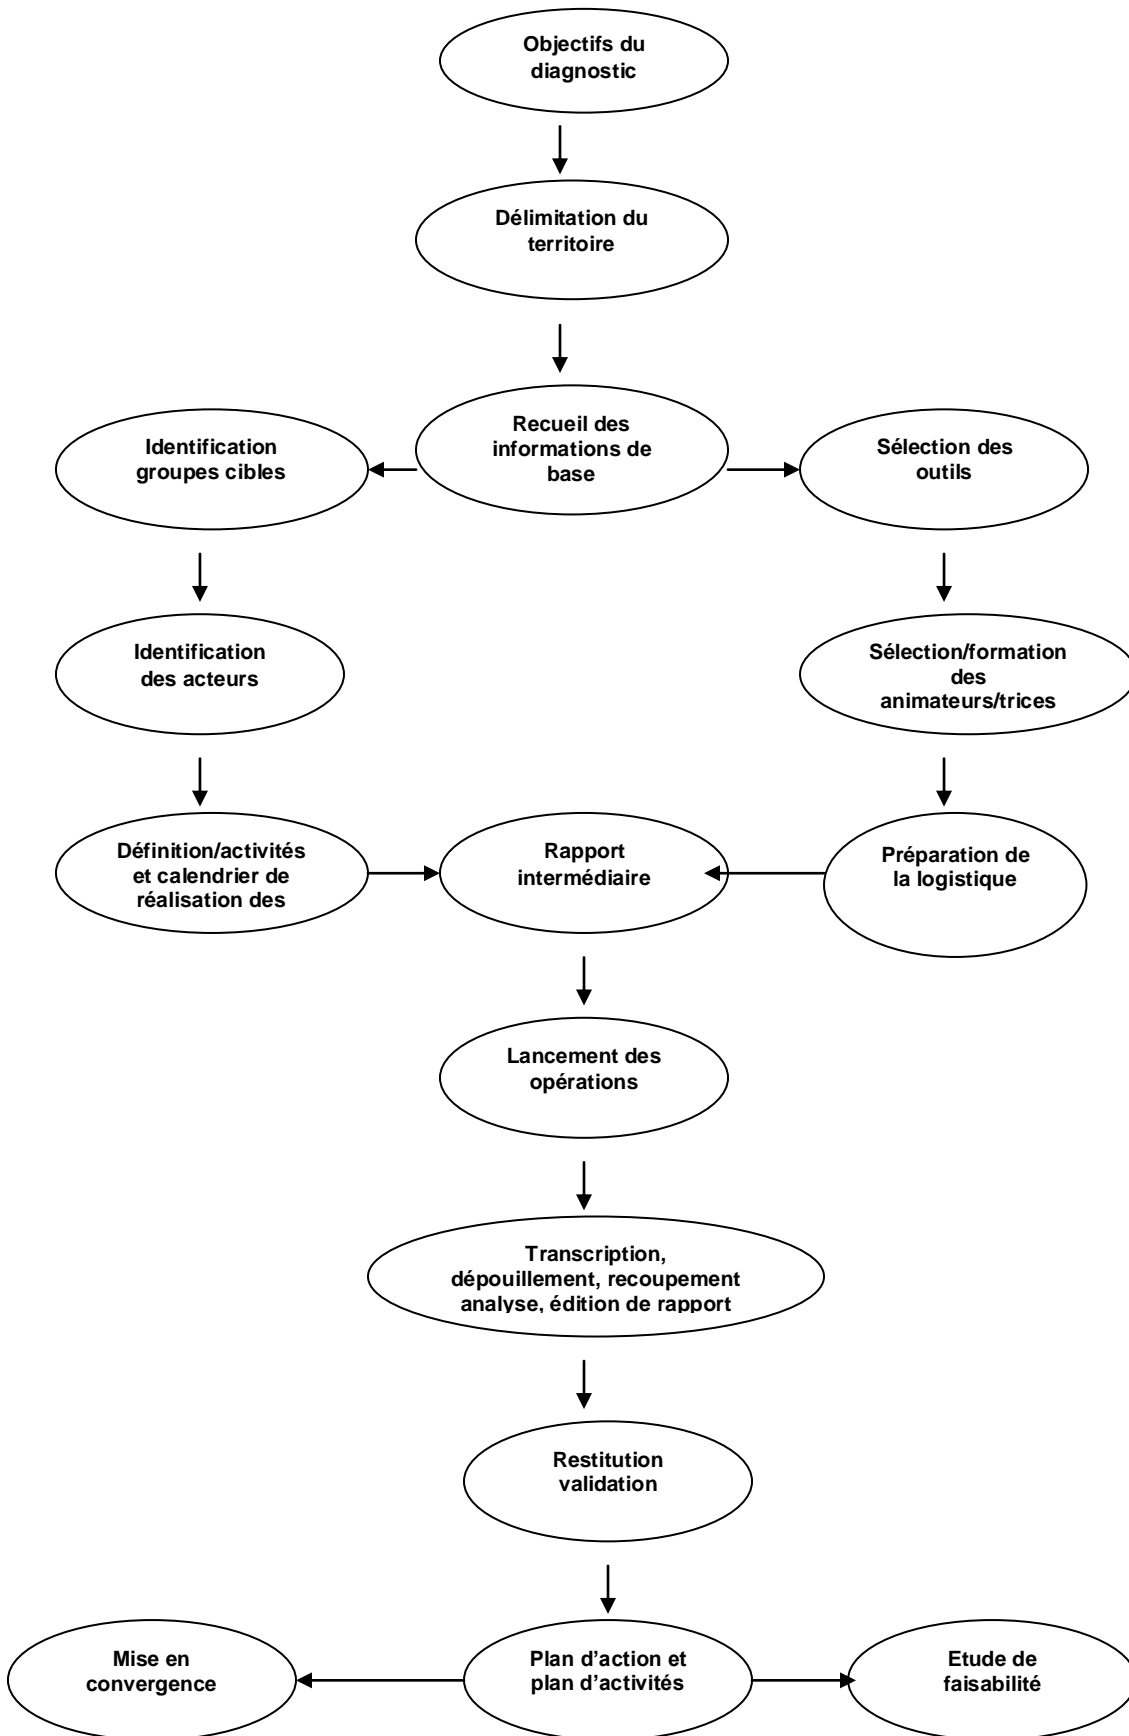 Objectifs du
diagnostic
Délimitation du
territoire
Recueil des
informations de
base
Identification
groupes cibles
Sélection des
outils
Identification
des acteurs
Sélection/formation
des
animateurs/trices
Définition/activités
et calendrier de
réalisation des
Rapport
intermédiaire
Préparation de
la logistique
Lancement des
opérations
Transcription,
dépouillement, recoupement
analyse, édition de rapport
Restitution
validation
Mise en
convergence
Plan d’action et
plan d’activités
Etude de
faisabilité